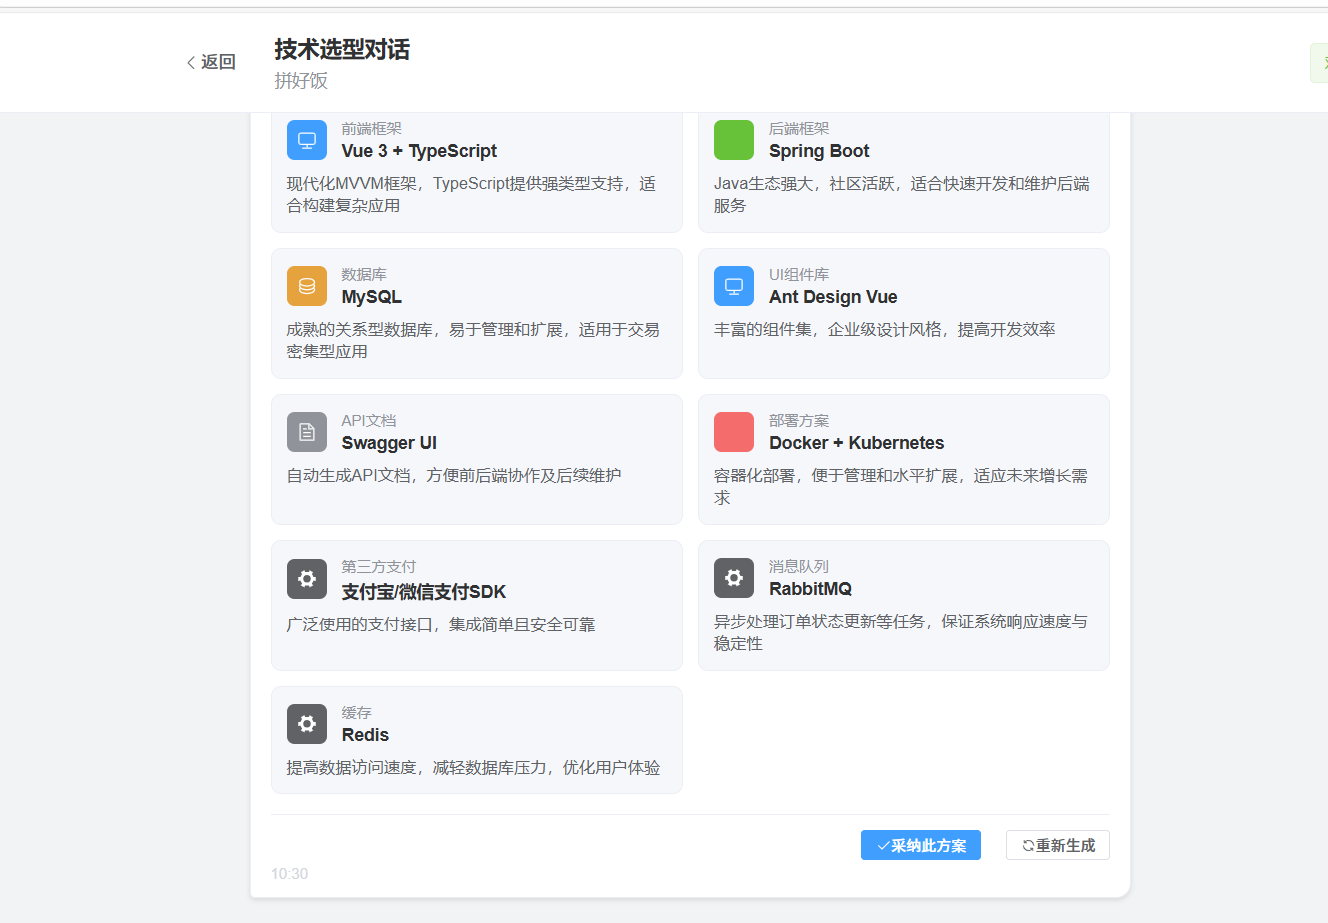 返回
技术选型对话
拼好饭
前端框架
Vue 3 + TypeScript
现代化MVVM框架，TypeScript提供强类型支持，适
合构建复杂应用
后端框架
Spring Boot
Java生态强大，社区活跃，适合快速开发和维护后端
服务
数据库
MySQL
成熟的关系型数据库，易于管理和扩展，适用于交易
密集型应用
UI组件库
Ant Design Vue
丰富的组件集，企业级设计风格，提高开发效率
API文档
Swagger UI
自动生成API文档，方便前后端协作及后续维护
部署方案
Docker + Kubernetes
容器化部署，便于管理和水平扩展，适应未来增长需
求
第三方支付
支付宝/微信支付SDK
广泛使用的支付接口，集成简单且安全可靠
消息队列
RabbitMQ
异步处理订单状态更新等任务，保证系统响应速度与
稳定性
缓存
Redis
提高数据访问速度，减轻数据库压力，优化用户体验
采纳此方案
重新生成
10:30